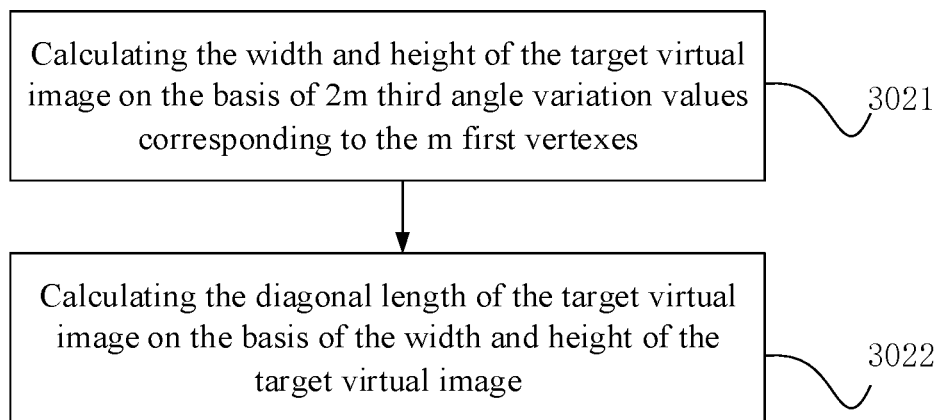 Calculating the width and height of the target virtual
image on the basis of 2m third angle variation values
corresponding to the m first vertexes
3021
Calculating the diagonal length of the target virtual
image on the basis of the width and height of the
target virtual image
3022